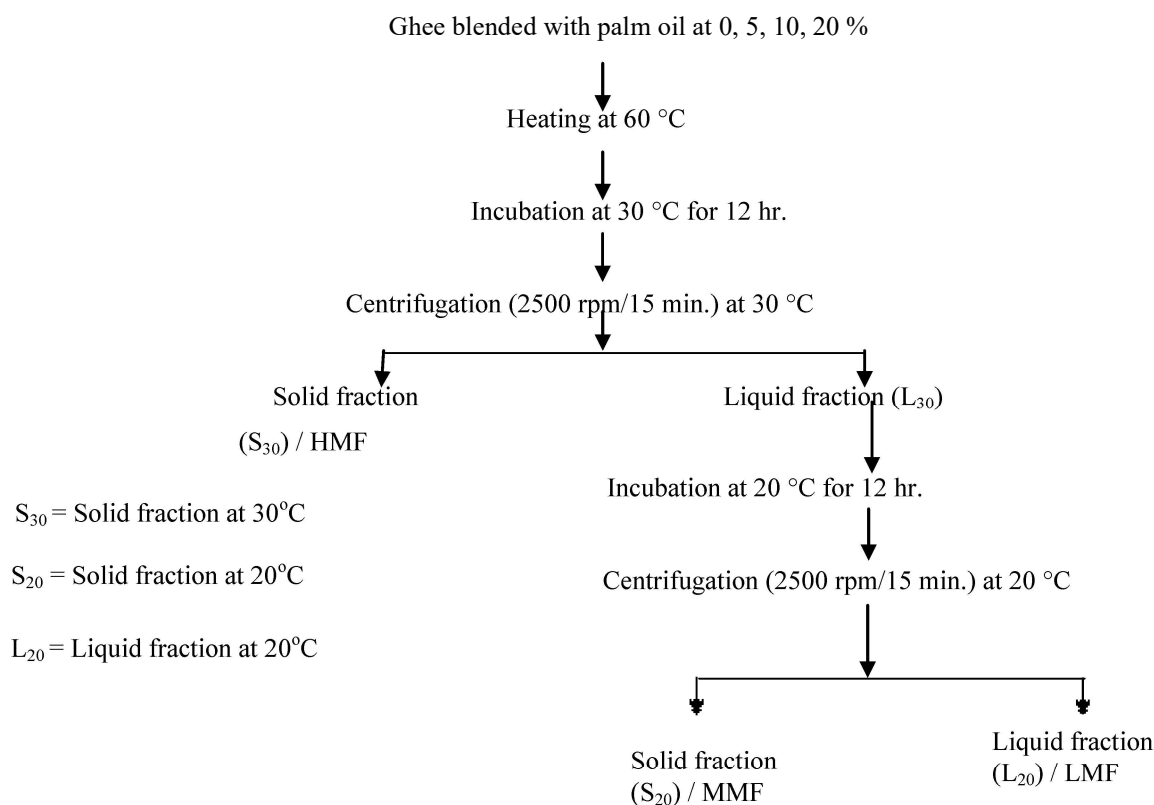 Ghee blended with palm oil at 0, 5, 10, 20 %
Heating at 60 °C
Incubation at 30 °C for 12 hr.
Centrifugation (2500 rpm/15 min.) at 30 °C
Solid fraction
(S₃₀) / HMF
Liquid fraction (L₃₀)
Incubation at 20 °C for 12 hr.
S₃₀ = Solid fraction at 30°C
S₂₀ = Solid fraction at 20°C
Centrifugation (2500 rpm/15 min.) at 20 °C
L₂₀ = Liquid fraction at 20°C
Solid fraction
(S₂₀) / MMF
Liquid fraction
(L₂₀) / LMF